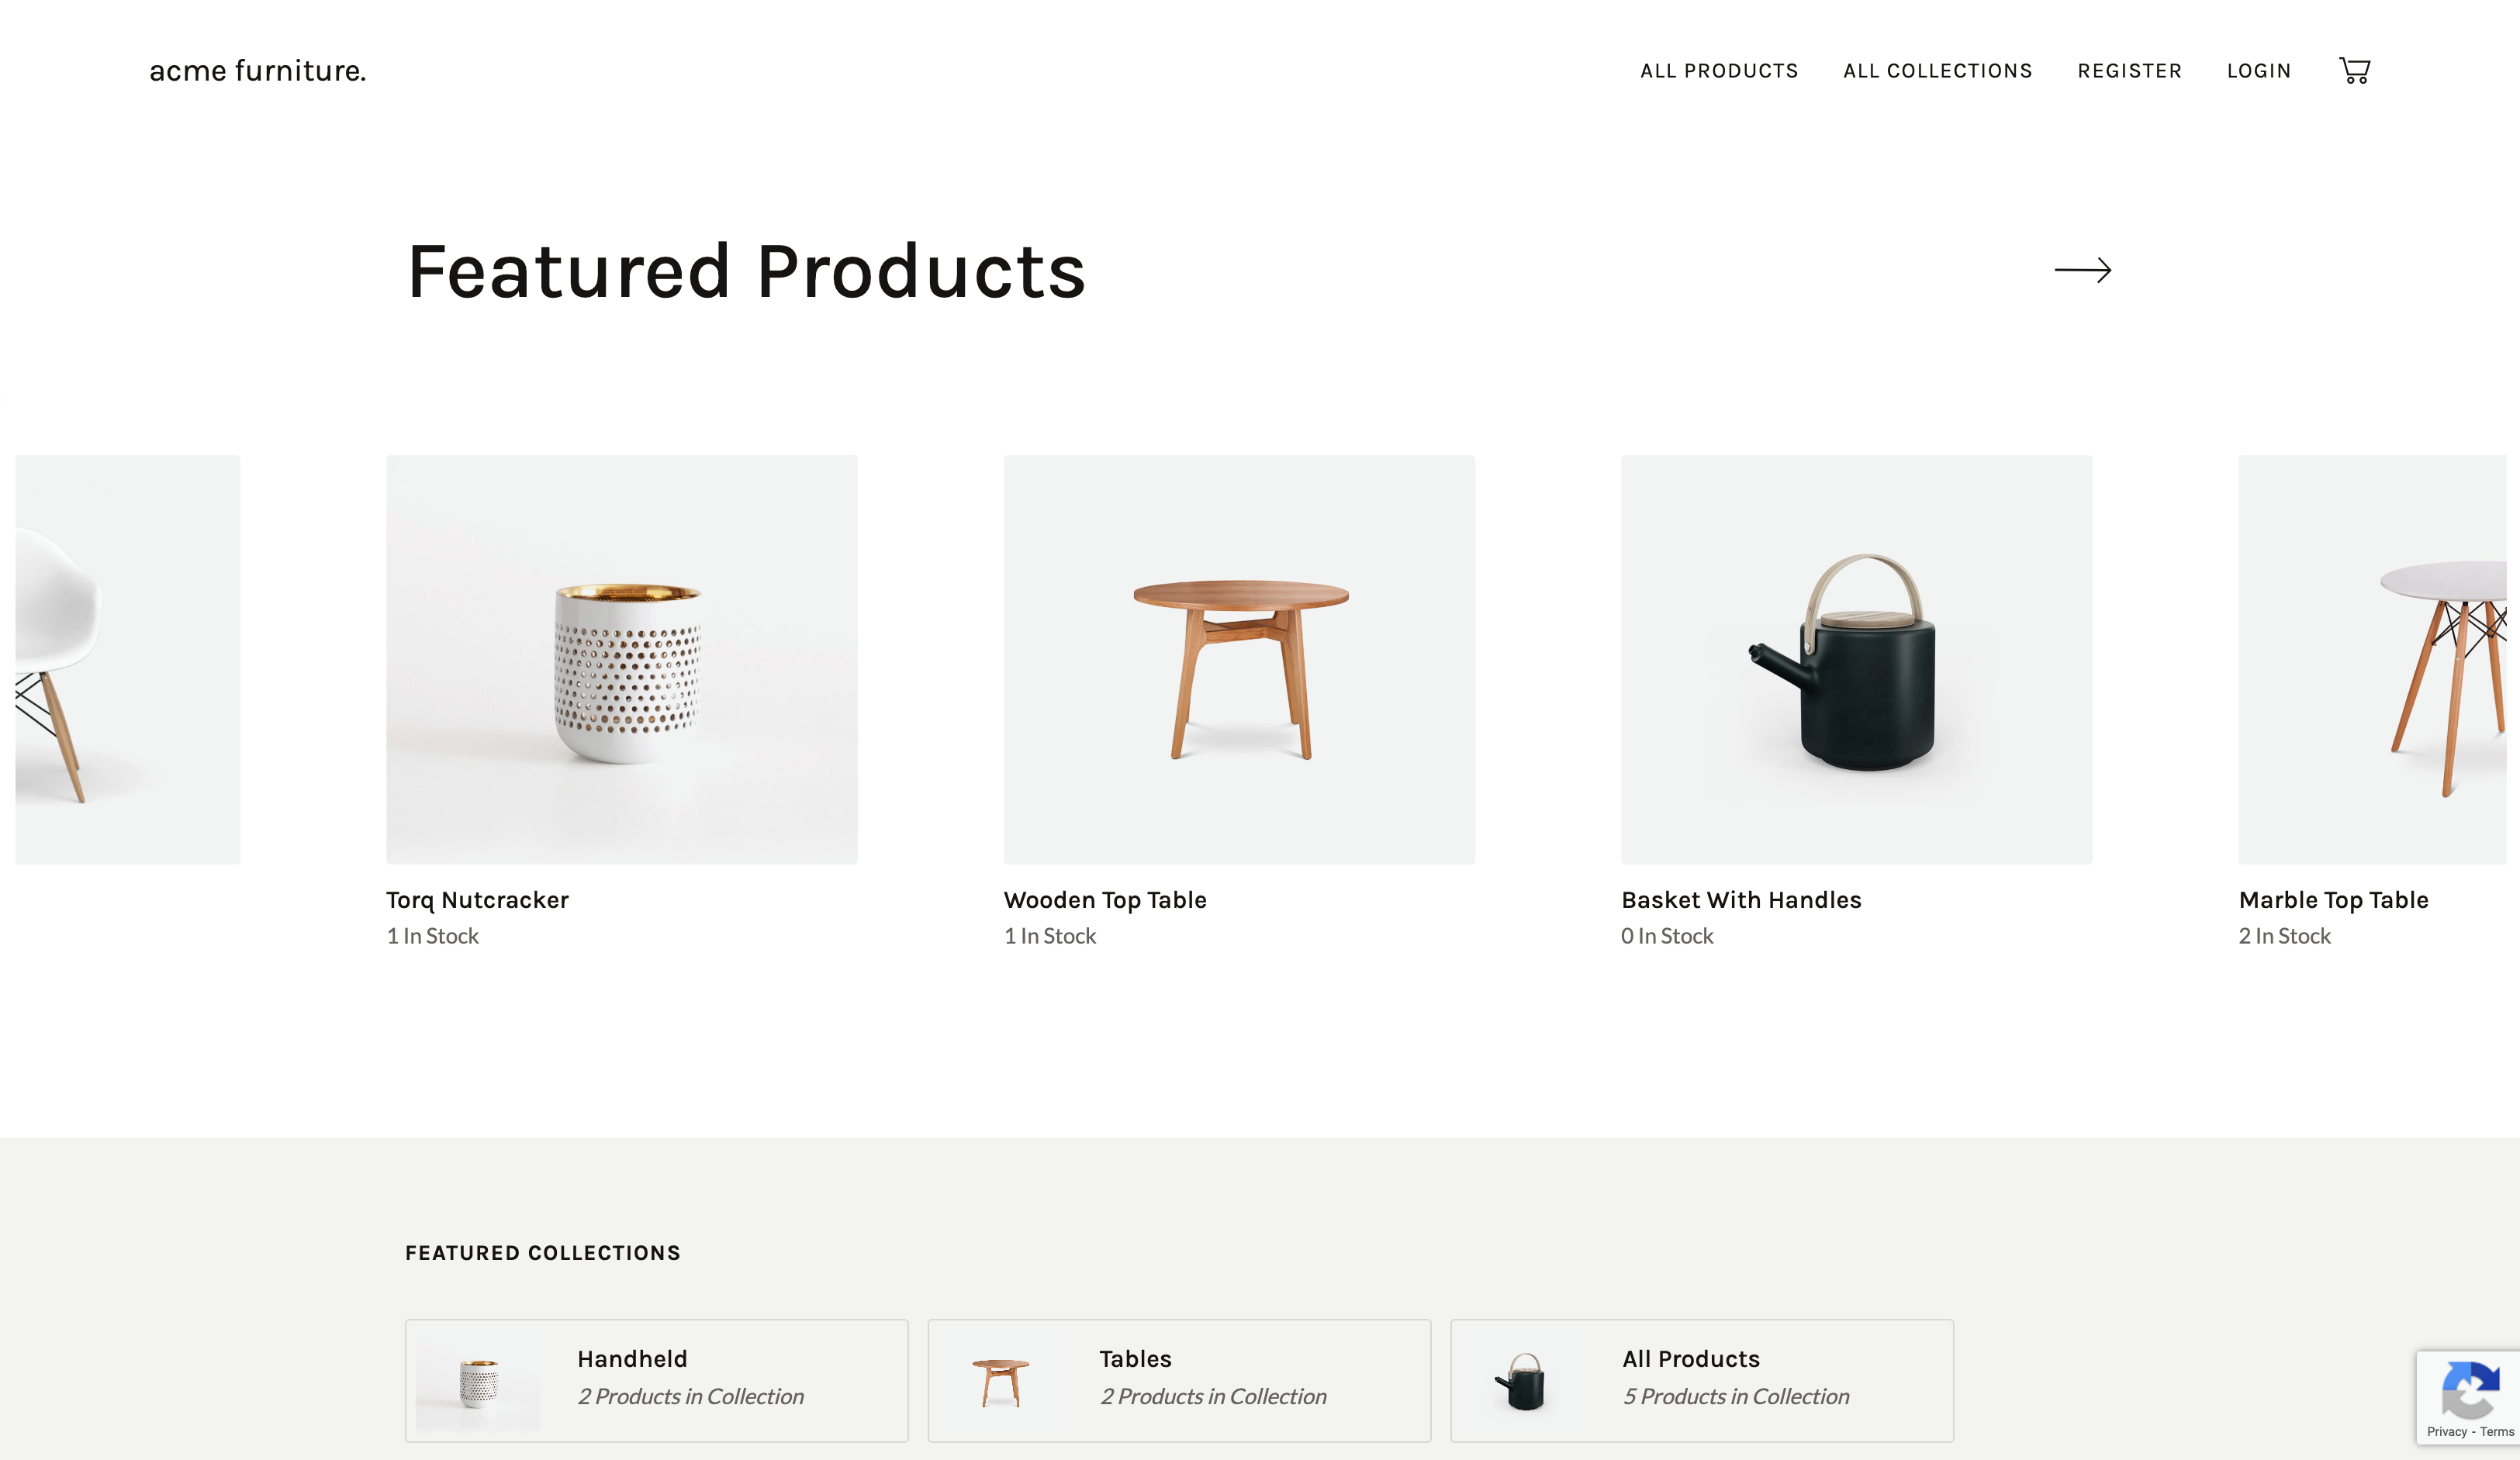 acme furniture.
ALL PRODUCTS
ALL COLLECTIONS
REGISTER
LOGIN
Featured Products
Torq Nutcracker
1 In Stock
Wooden Top Table
1 In Stock
Basket With Handles
0 In Stock
Marble Top Table
2 In Stock
FEATURED COLLECTIONS
Handheld
2 Products in Collection
Tables
2 Products in Collection
All Products
5 Products in Collection
Privacy - Terms